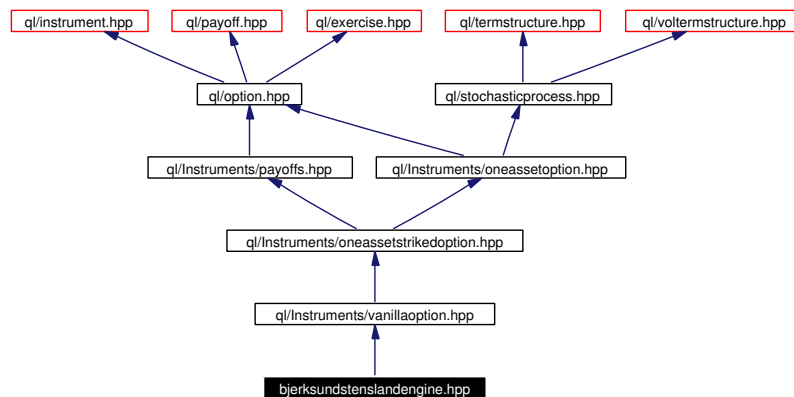 ql/instrument.hpp
ql/payoff.hpp
ql/exercise.hpp
ql/termstructure.hpp
ql/voltermstructure.hpp
ql/option.hpp
ql/stochasticprocess.hpp
ql/Instruments/payoffs.hpp
ql/Instruments/oneassetoption.hpp
ql/Instruments/oneassetstrikedoption.hpp
ql/Instruments/vanillaoption.hpp
bjerksundstenslandengine.hpp